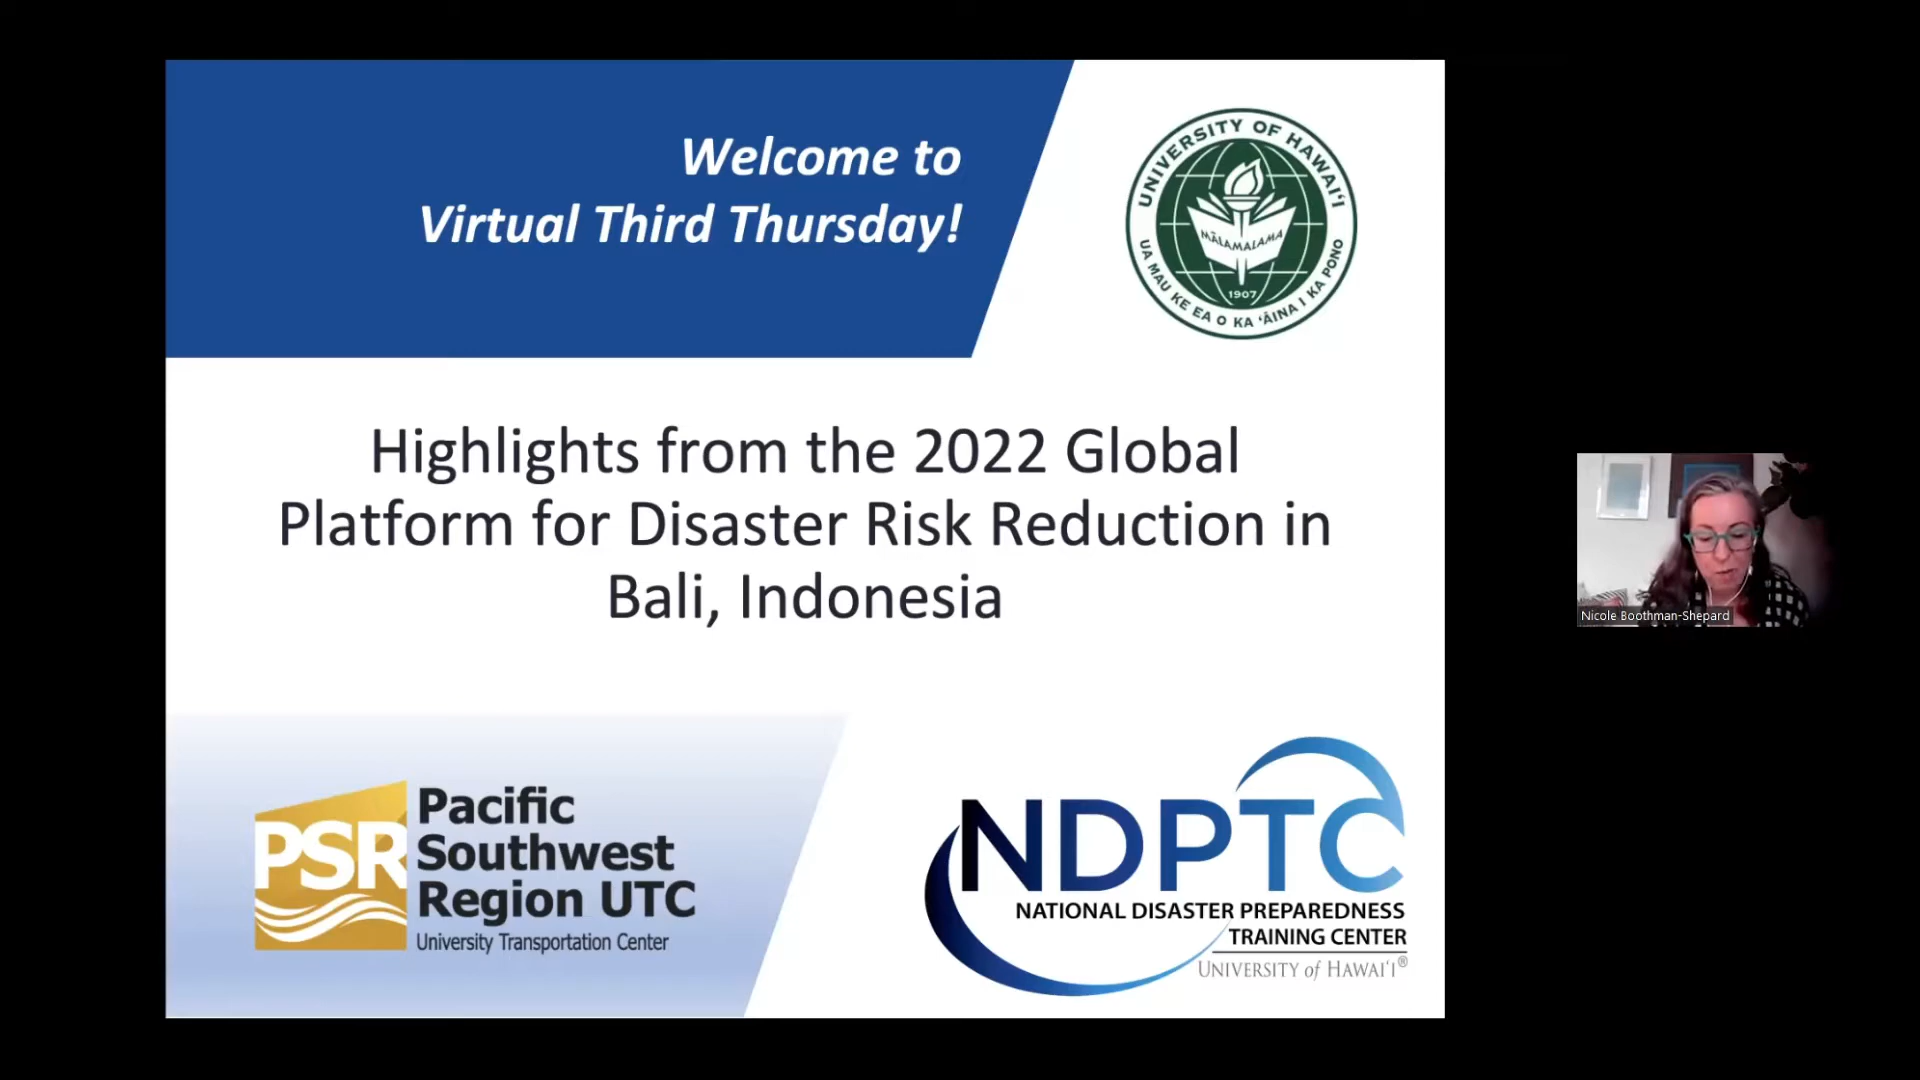 Welcome to
Virtual Third Thursday!
UNIVERSITY OF HAWAI‘I
MĀLAMALAMA
1907
UA MAU KE EA O KA ‘ĀINA I KA PONO
Highlights from the 2022 Global
Platform for Disaster Risk Reduction in
Bali, Indonesia
Nicole Boothman-Shepard
PSR
Pacific
Southwest
Region UTC
University Transportation Center
NDPTC
NATIONAL DISASTER PREPAREDNESS
TRAINING CENTER
UNIVERSITY of HAWAI‘I®